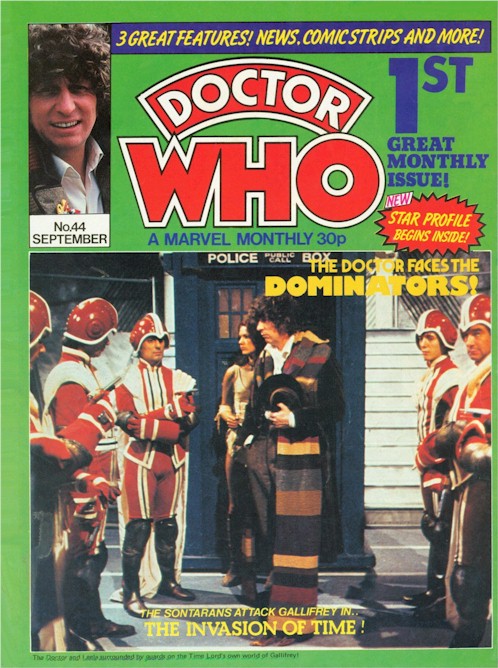 3 GREAT FEATURES! NEWS, COMIC STRIPS AND MORE!
DOCTOR
WHO
1ST
GREAT
MONTHLY
ISSUE!
NEW
STAR PROFILE
BEGINS INSIDE!
No.44
SEPTEMBER
A MARVEL MONTHLY 30p
POLICE PUBLIC CALL BOX
THE DOCTOR FACES THE
DOMINATORS!
THE SONTARANS ATTACK GALLIFREY IN..
THE INVASION OF TIME!
The Doctor and Leela surrounded by guards on the Time Lord's own world of Gallifrey!